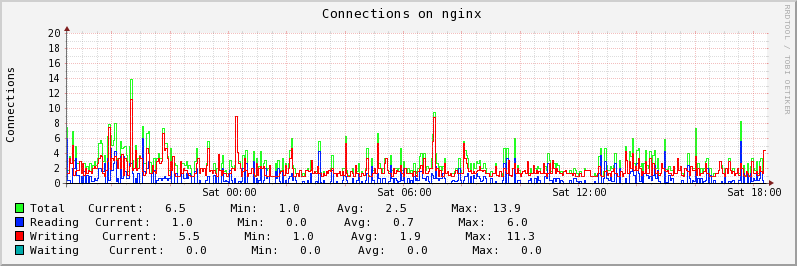 Connections on nginx
RRDTOOL / TOBI OETIKER
Connections
20
18
16
14
12
10
8
6
4
2
0
Sat 00:00 Sat 06:00 Sat 12:00 Sat 18:00
Total Current: 6.5 Min: 1.0 Avg: 2.5 Max: 13.9
Reading Current: 1.0 Min: 0.0 Avg: 0.7 Max: 6.0
Writing Current: 5.5 Min: 1.0 Avg: 1.9 Max: 11.3
Waiting Current: 0.0 Min: 0.0 Avg: 0.0 Max: 0.0